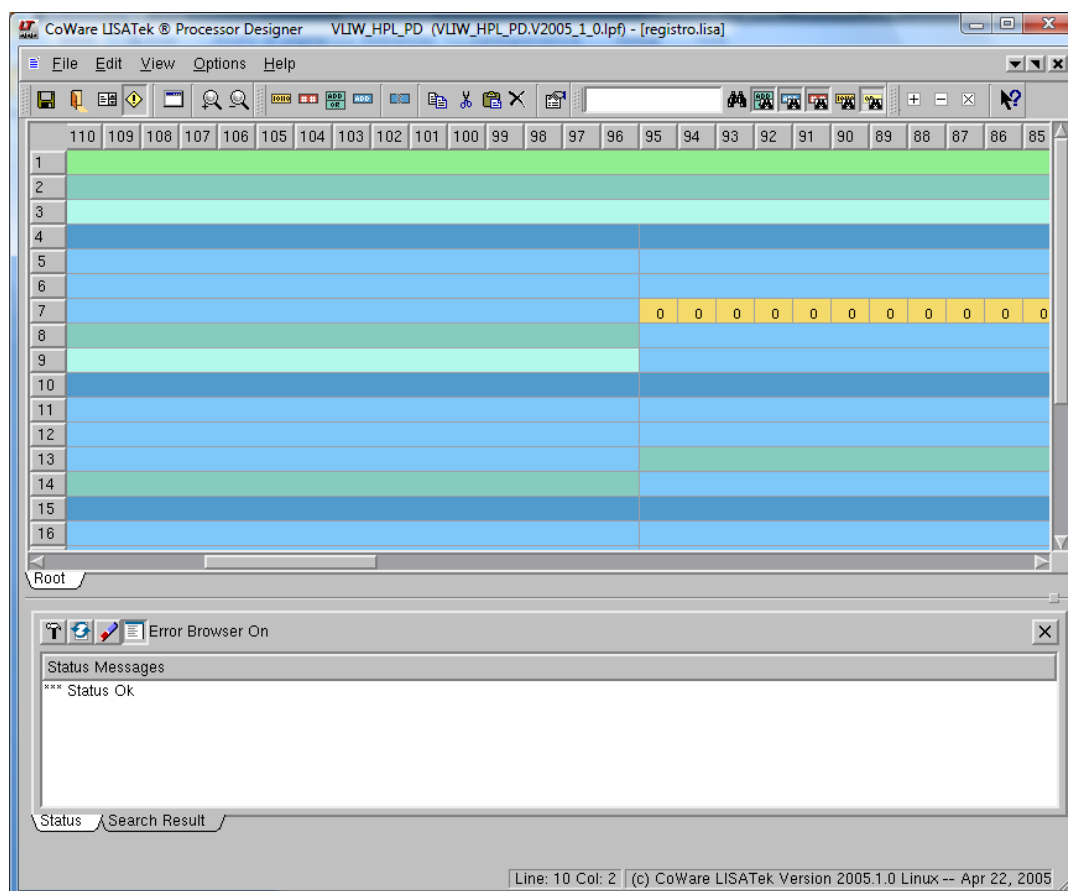 CoWare LISATek ® Processor Designer VLIW_HPL_PD (VLIW_HPL_PD.V2005_1_0.lpf) - [registro.lisa]
File Edit View Options Help
110 109 108 107 106 105 104 103 102 101 100 99 98 97 96 95 94 93 92 91 90 89 88 87 86 85
1
2
3
4
5
6
7 0 0 0 0 0 0 0 0 0 0 0
8
9
10
11
12
13
14
15
16
Root
Error Browser On
Status Messages
*** Status Ok
Status Search Result
Line: 10 Col: 2 (c) CoWare LISATek Version 2005.1.0 Linux -- Apr 22, 2005